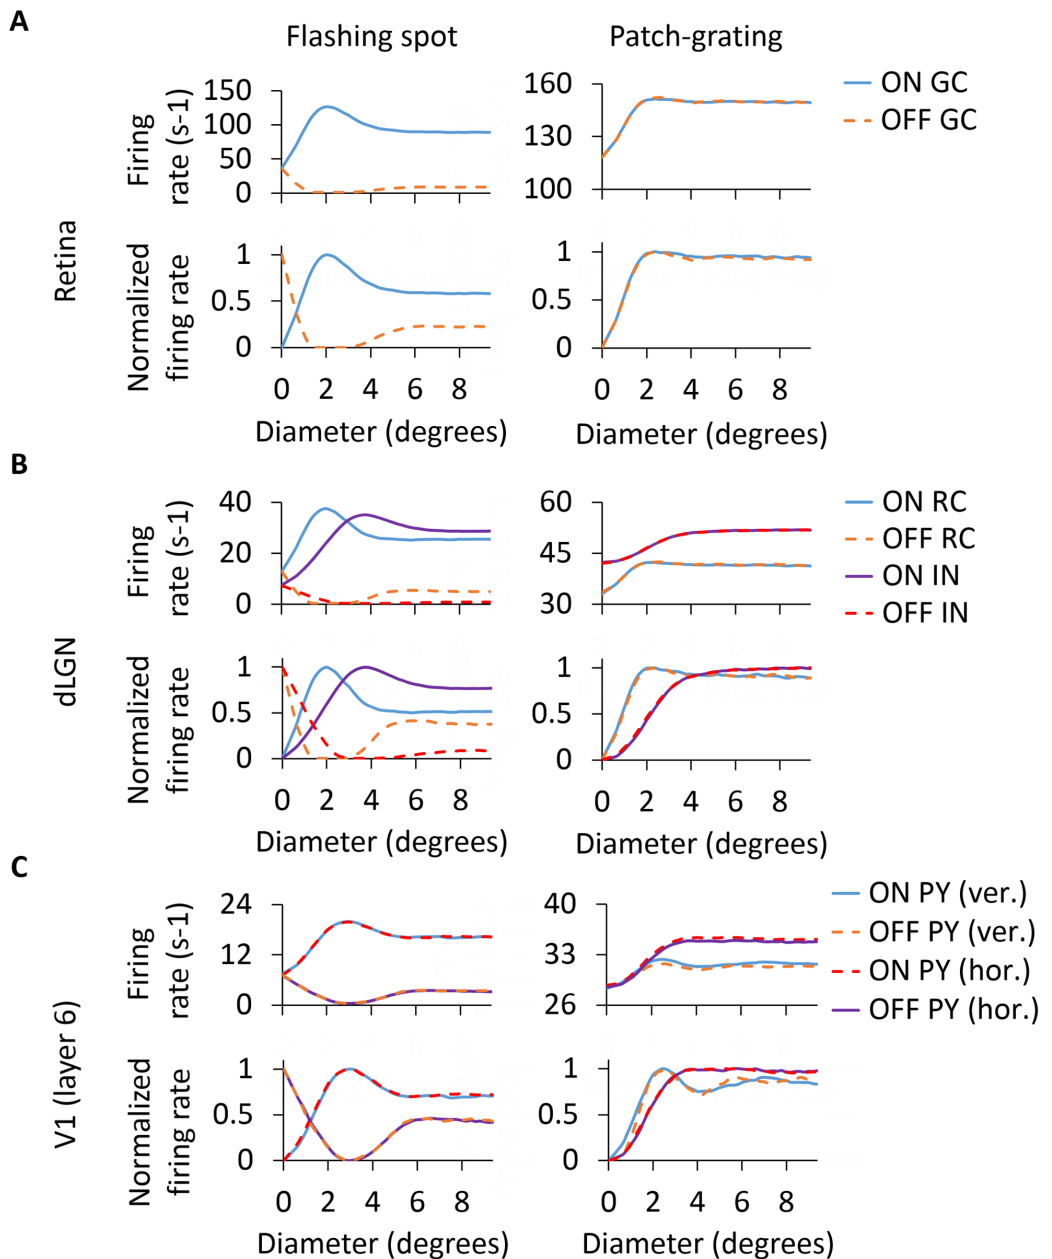 A
Flashing spot
Patch-grating
Firing
rate (s-1)
150
100
50
0
160
130
100
ON GC
OFF GC
Retina
Normalized
firing rate
1
0.5
0
0 2 4 6 8
Diameter (degrees)
1
0.5
0
0 2 4 6 8
Diameter (degrees)
B
Firing
rate (s-1)
40
20
0
60
45
30
ON RC
OFF RC
ON IN
OFF IN
dLGN
Normalized
firing rate
1
0.5
0
0 2 4 6 8
Diameter (degrees)
1
0.5
0
0 2 4 6 8
Diameter (degrees)
C
Firing
rate (s-1)
24
12
0
40
33
26
ON PY (ver.)
OFF PY (ver.)
ON PY (hor.)
OFF PY (hor.)
V1 (layer 6)
Normalized
firing rate
1
0.5
0
0 2 4 6 8
Diameter (degrees)
1
0.5
0
0 2 4 6 8
Diameter (degrees)